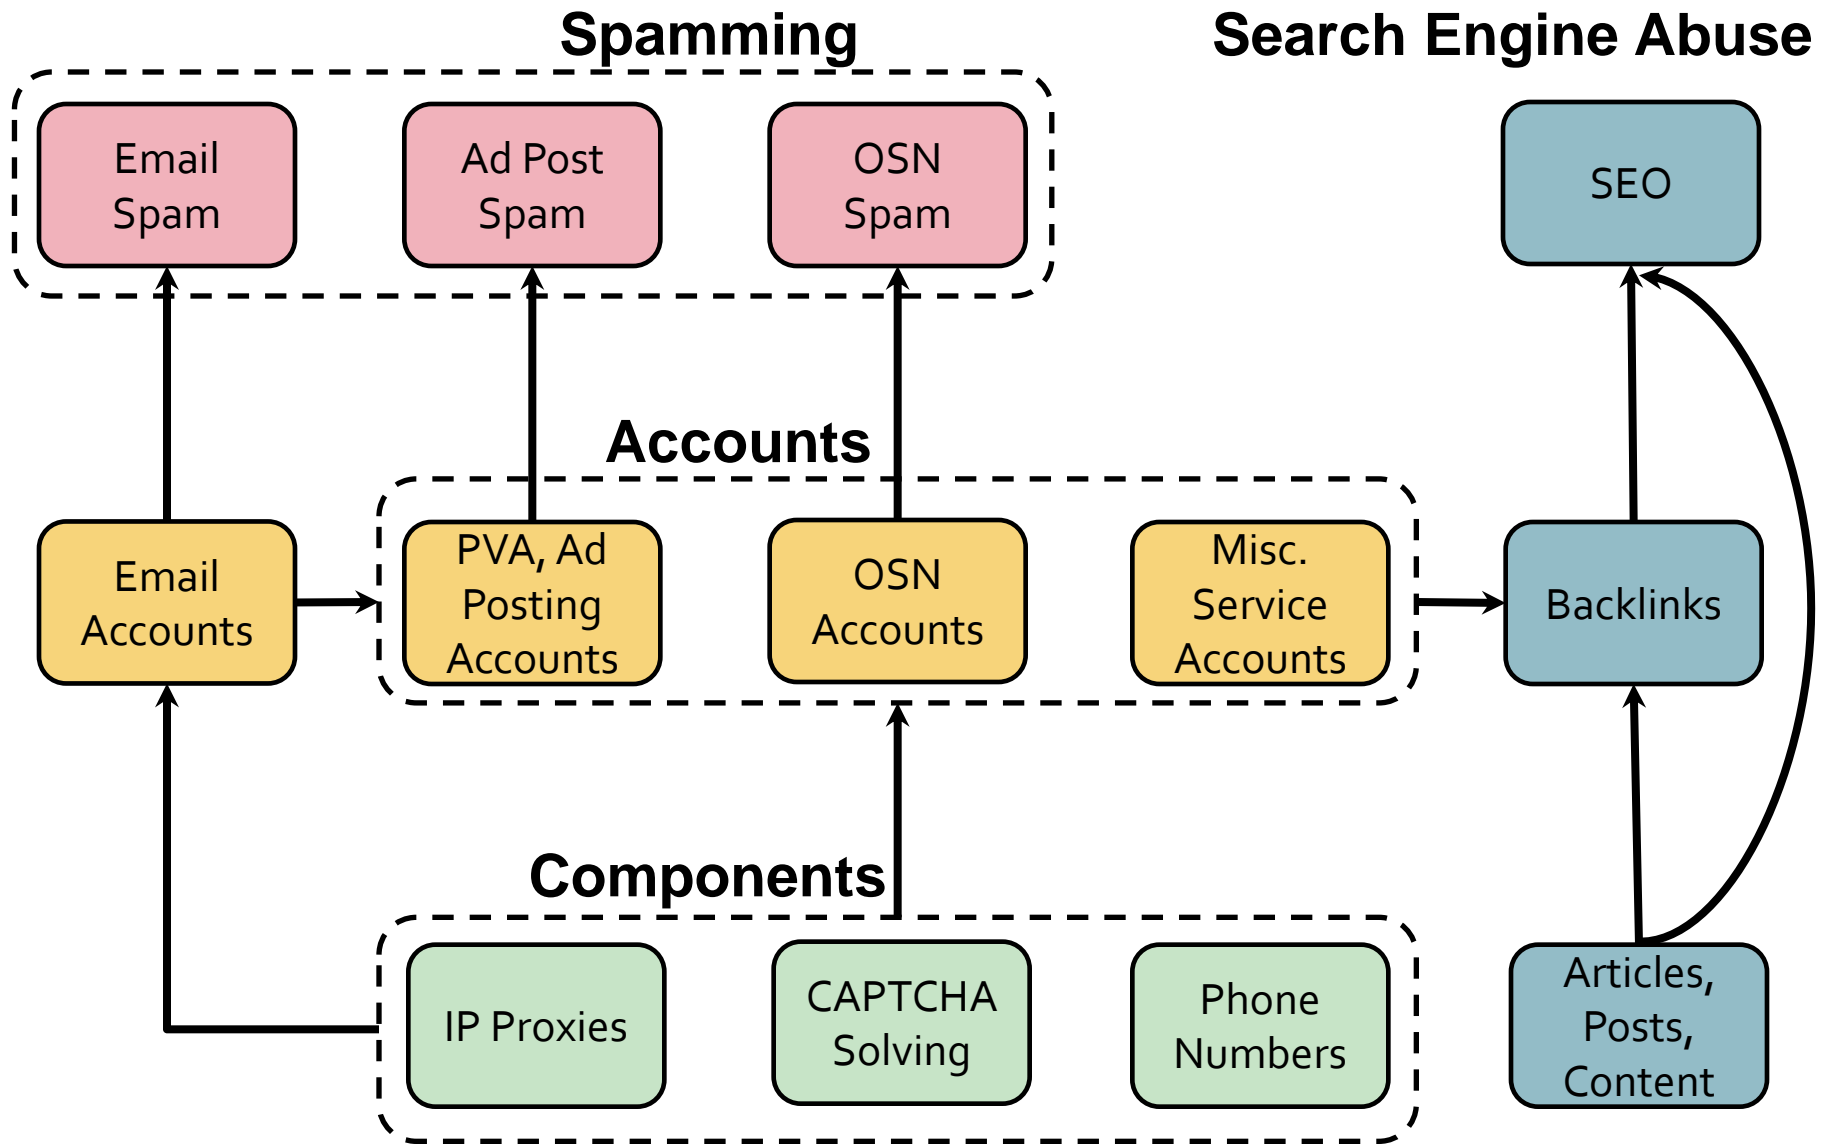 Spamming
Search Engine Abuse
Email
Spam
Ad Post
Spam
OSN
Spam
SEO
Accounts
Email
Accounts
PVA, Ad
Posting
Accounts
OSN
Accounts
Misc.
Service
Accounts
Backlinks
Components
IP Proxies
CAPTCHA
Solving
Phone
Numbers
Articles,
Posts,
Content